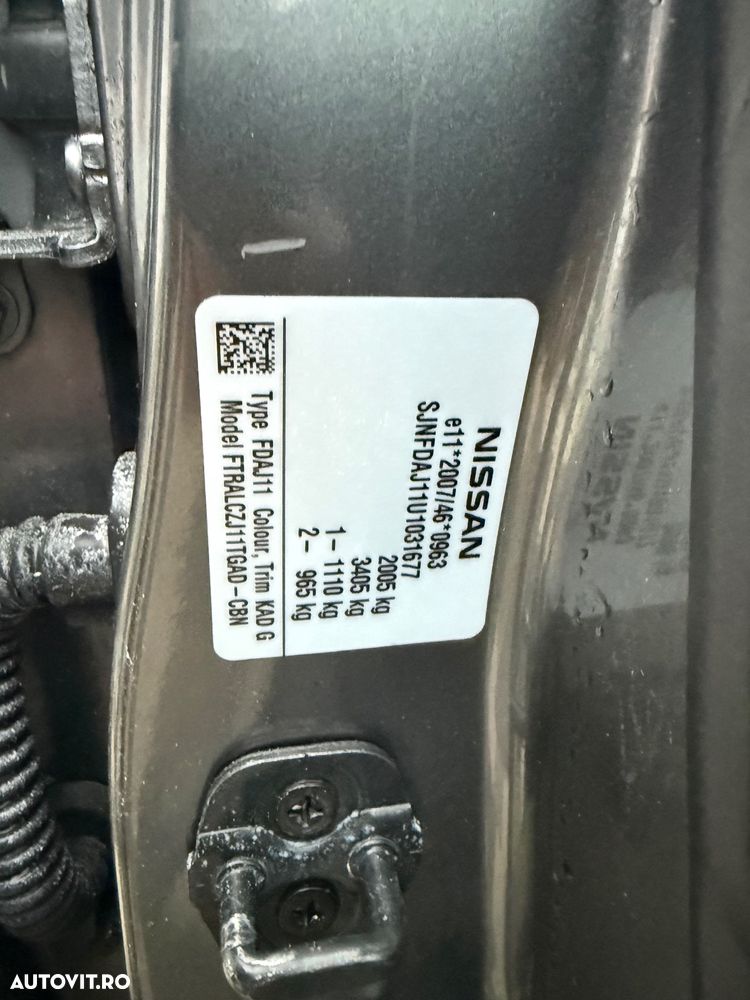 NISSAN
e11*2007/46*0963
SJNFDAJ11U1031677
2005 kg
3405 kg
1- 1110 kg
2- 965 kg
Type FDAJ11 Colour, Trim KAD G
Model FTRALCZJ11TGAD-CBN
AUTOVIT.RO